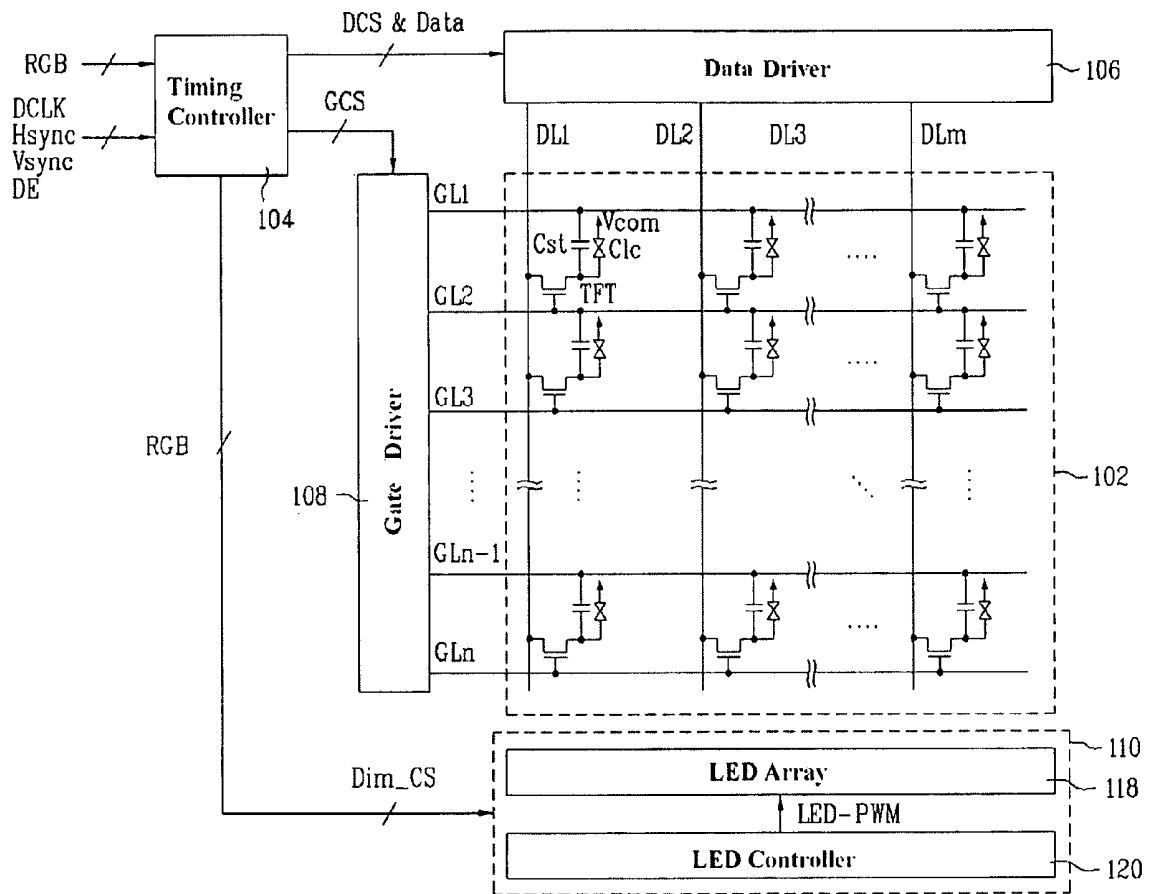 DCS & Data
RGB
Timing
Controller
Data Driver
106
DCLK
Hsync
Vsync
DE
GCS
104
DL1
DL2
DL3
DLm
GL1
Vcom
Cst
Clc
....
GL2
TFT
....
GL3
RGB
108
Gate Driver
102
GLn-1
....
GLn
110
LED Array
118
Dim_CS
LED-PWM
LED Controller
120